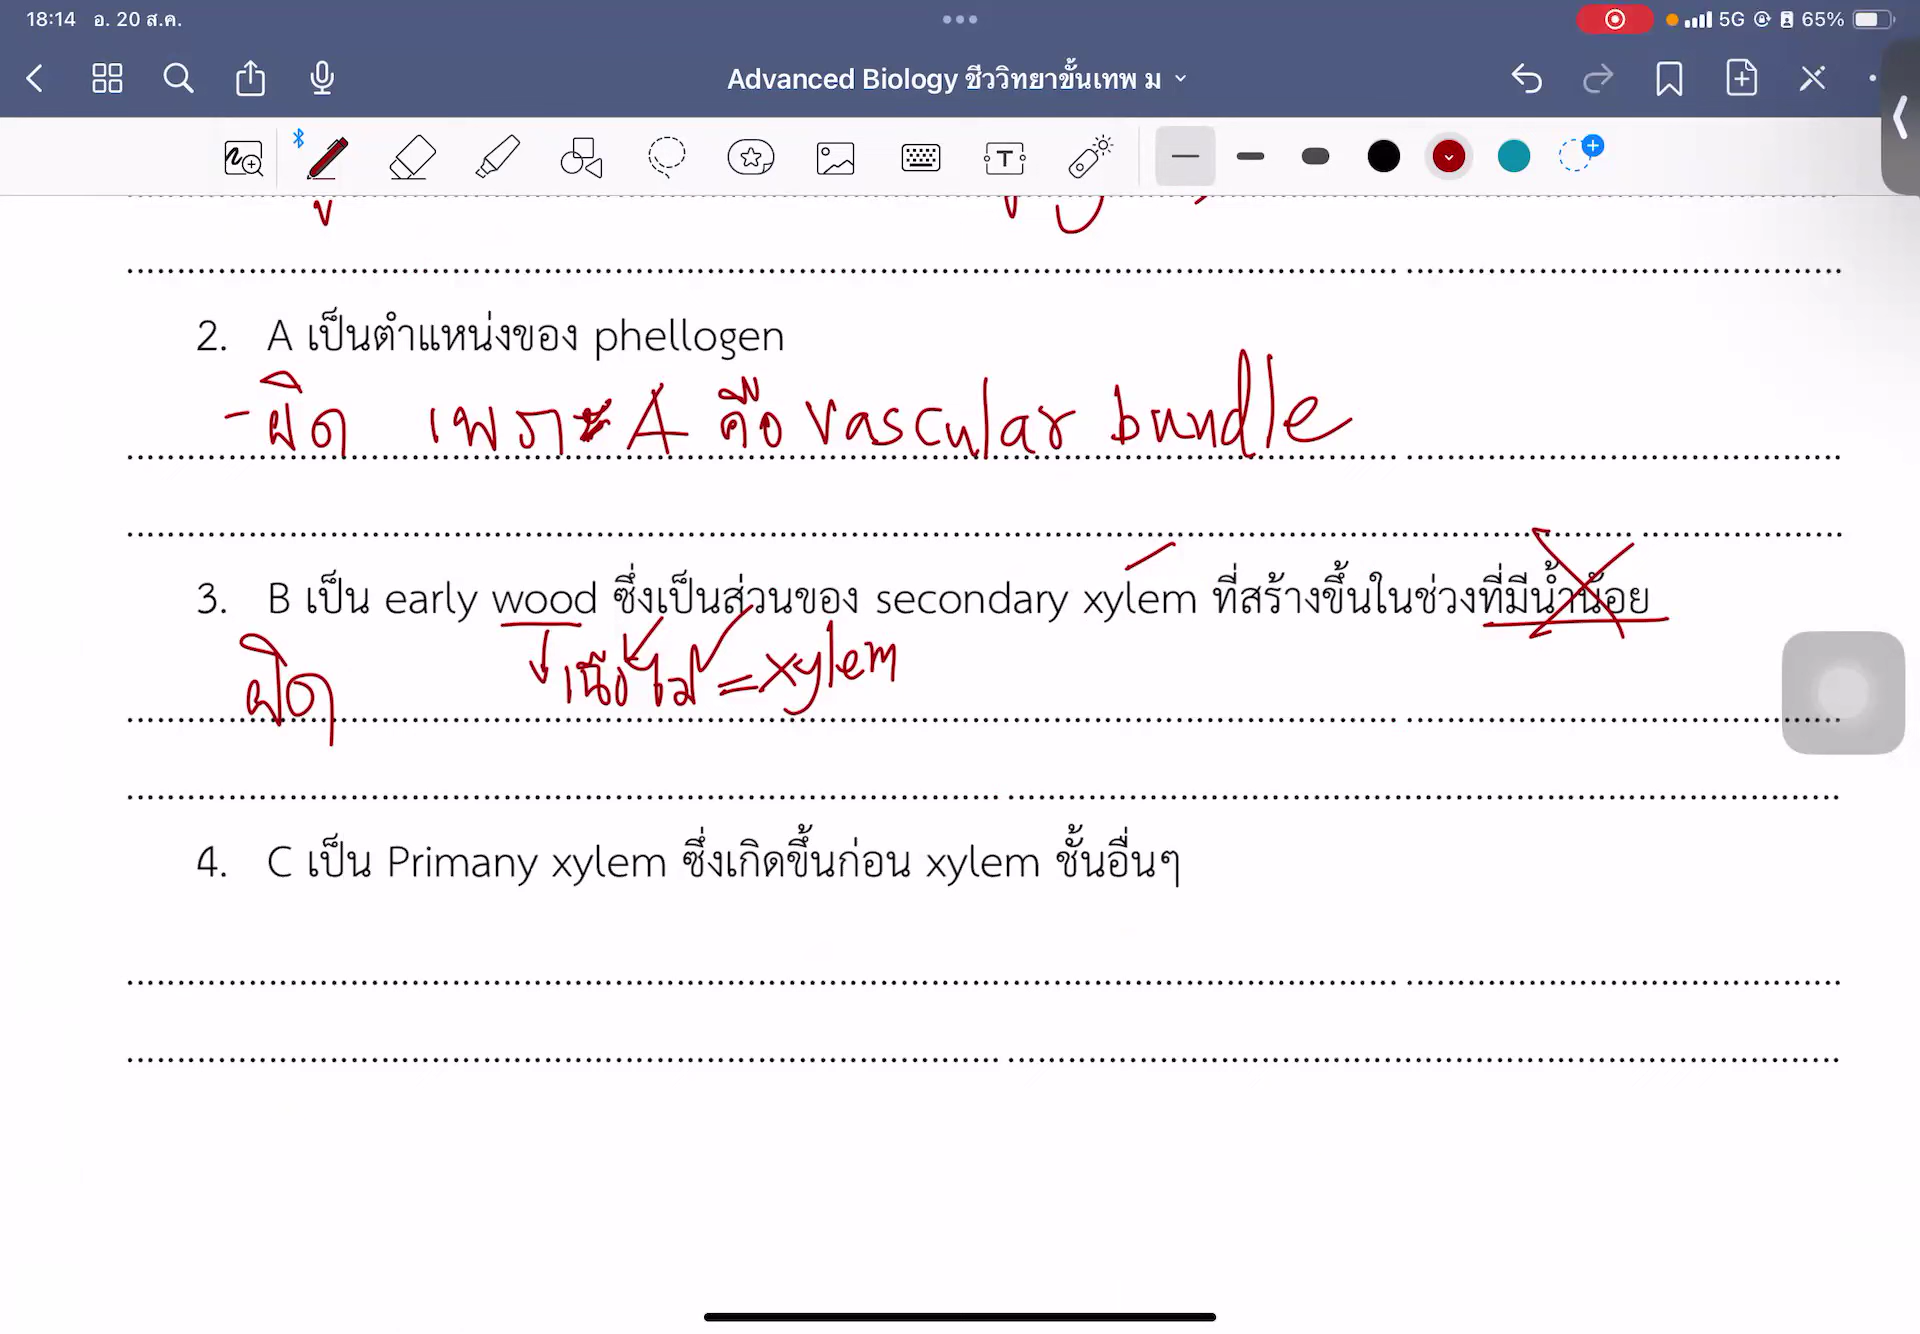 18:14 อ. 20 ส.ค.
5G 65%
Advanced Biology ชีววิทยาขั้นเทพ ม
T
2. A เป็นตำแหน่งของ phellogen
- ผิด เพราะ A คือ vascular bundle
3. B เป็น early wood ซึ่งเป็นส่วนของ secondary xylem ที่สร้างขึ้นในช่วงที่มีน้ำน้อย
ผิด เนื้อไม้ = xylem
4. C เป็น Primany xylem ซึ่งเกิดขึ้นก่อน xylem ชั้นอื่นๆ